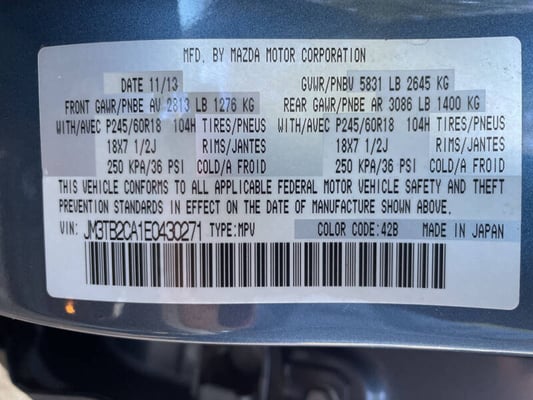 MFD. BY MAZDA MOTOR CORPORATION
DATE 11/13 GVWR/PNBV 5831 LB 2645 KG
FRONT GAWR/PNBE AV 2813 LB 1276 KG REAR GAWR/PNBE AR 3086 LB 1400 KG
WITH/AVEC P245/60R18 104H TIRES/PNEUS WITH/AVEC P245/60R18 104H TIRES/PNEUS
18X7 1/2J RIMS/JANTES 18X7 1/2J RIMS/JANTES
250 KPA/36 PSI COLD/A FROID 250 KPA/36 PSI COLD/A FROID
THIS VEHICLE CONFORMS TO ALL APPLICABLE FEDERAL MOTOR VEHICLE SAFETY AND THEFT
PREVENTION STANDARDS IN EFFECT ON THE DATE OF MANUFACTURE SHOWN ABOVE.
VIN: JM3TB2CA1E0430271 TYPE:MPV COLOR CODE:42B MADE IN JAPAN